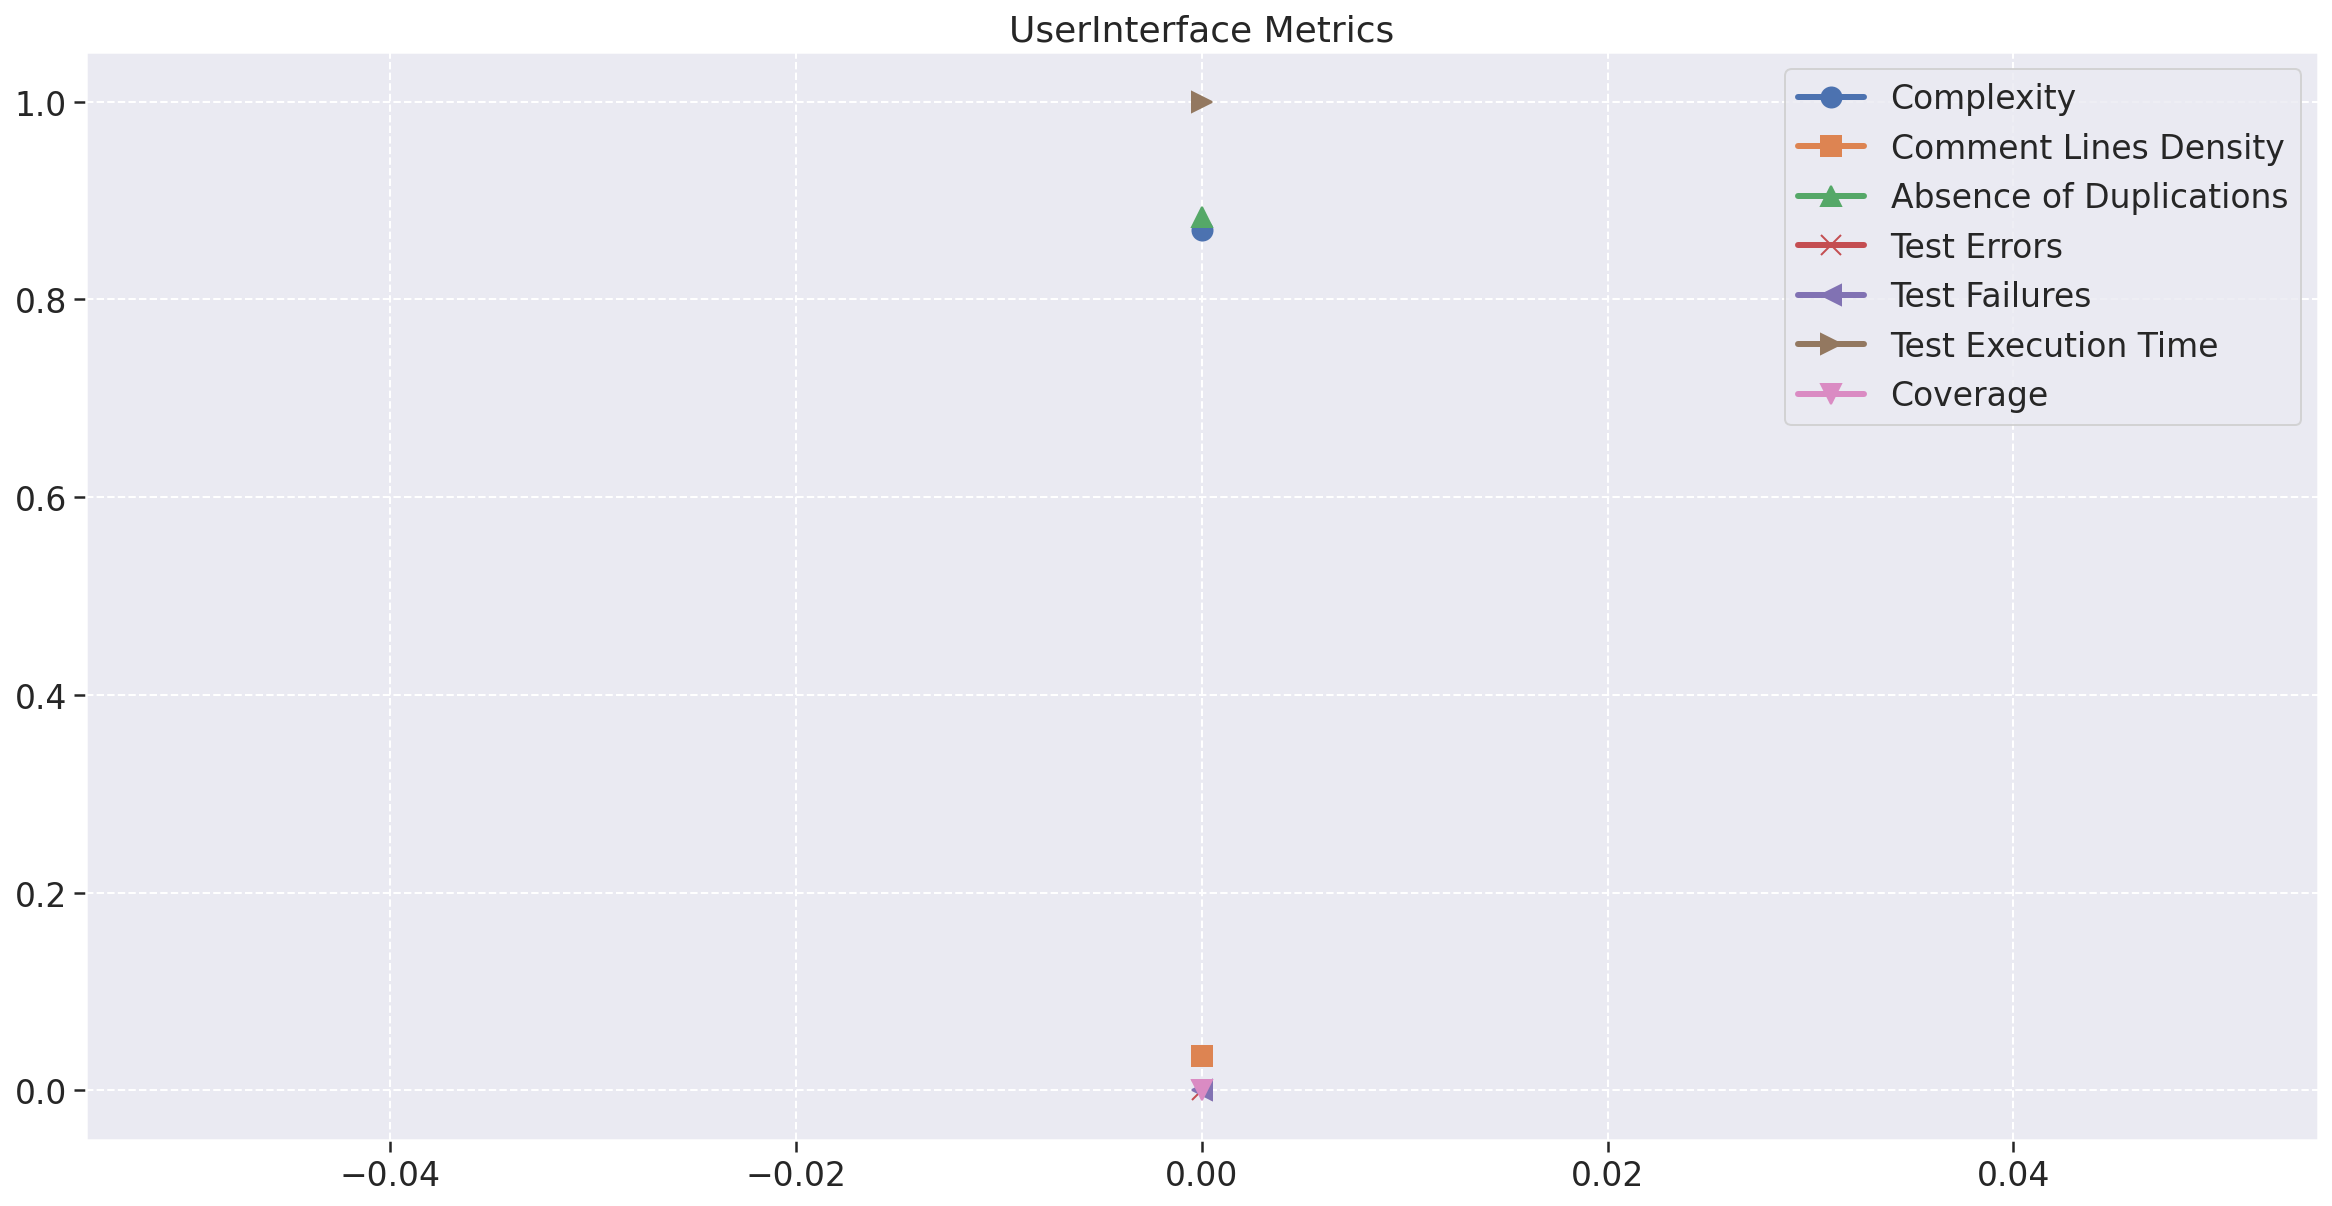 UserInterface Metrics
1.0
0.8
0.6
0.4
0.2
0.0
Complexity
Comment Lines Density
Absence of Duplications
Test Errors
Test Failures
Test Execution Time
Coverage
−0.04 −0.02 0.00 0.02 0.04